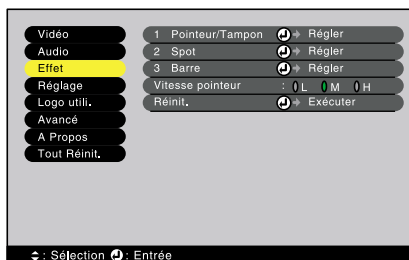 Vidéo
Audio
Effet
Réglage
Logo utili.
Avancé
A Propos
Tout Réinit.
1 Pointeur/Tampon Régler
2 Spot Régler
3 Barre Régler
Vitesse pointeur : L M H
Réinit. Exécuter
: Sélection : Entrée